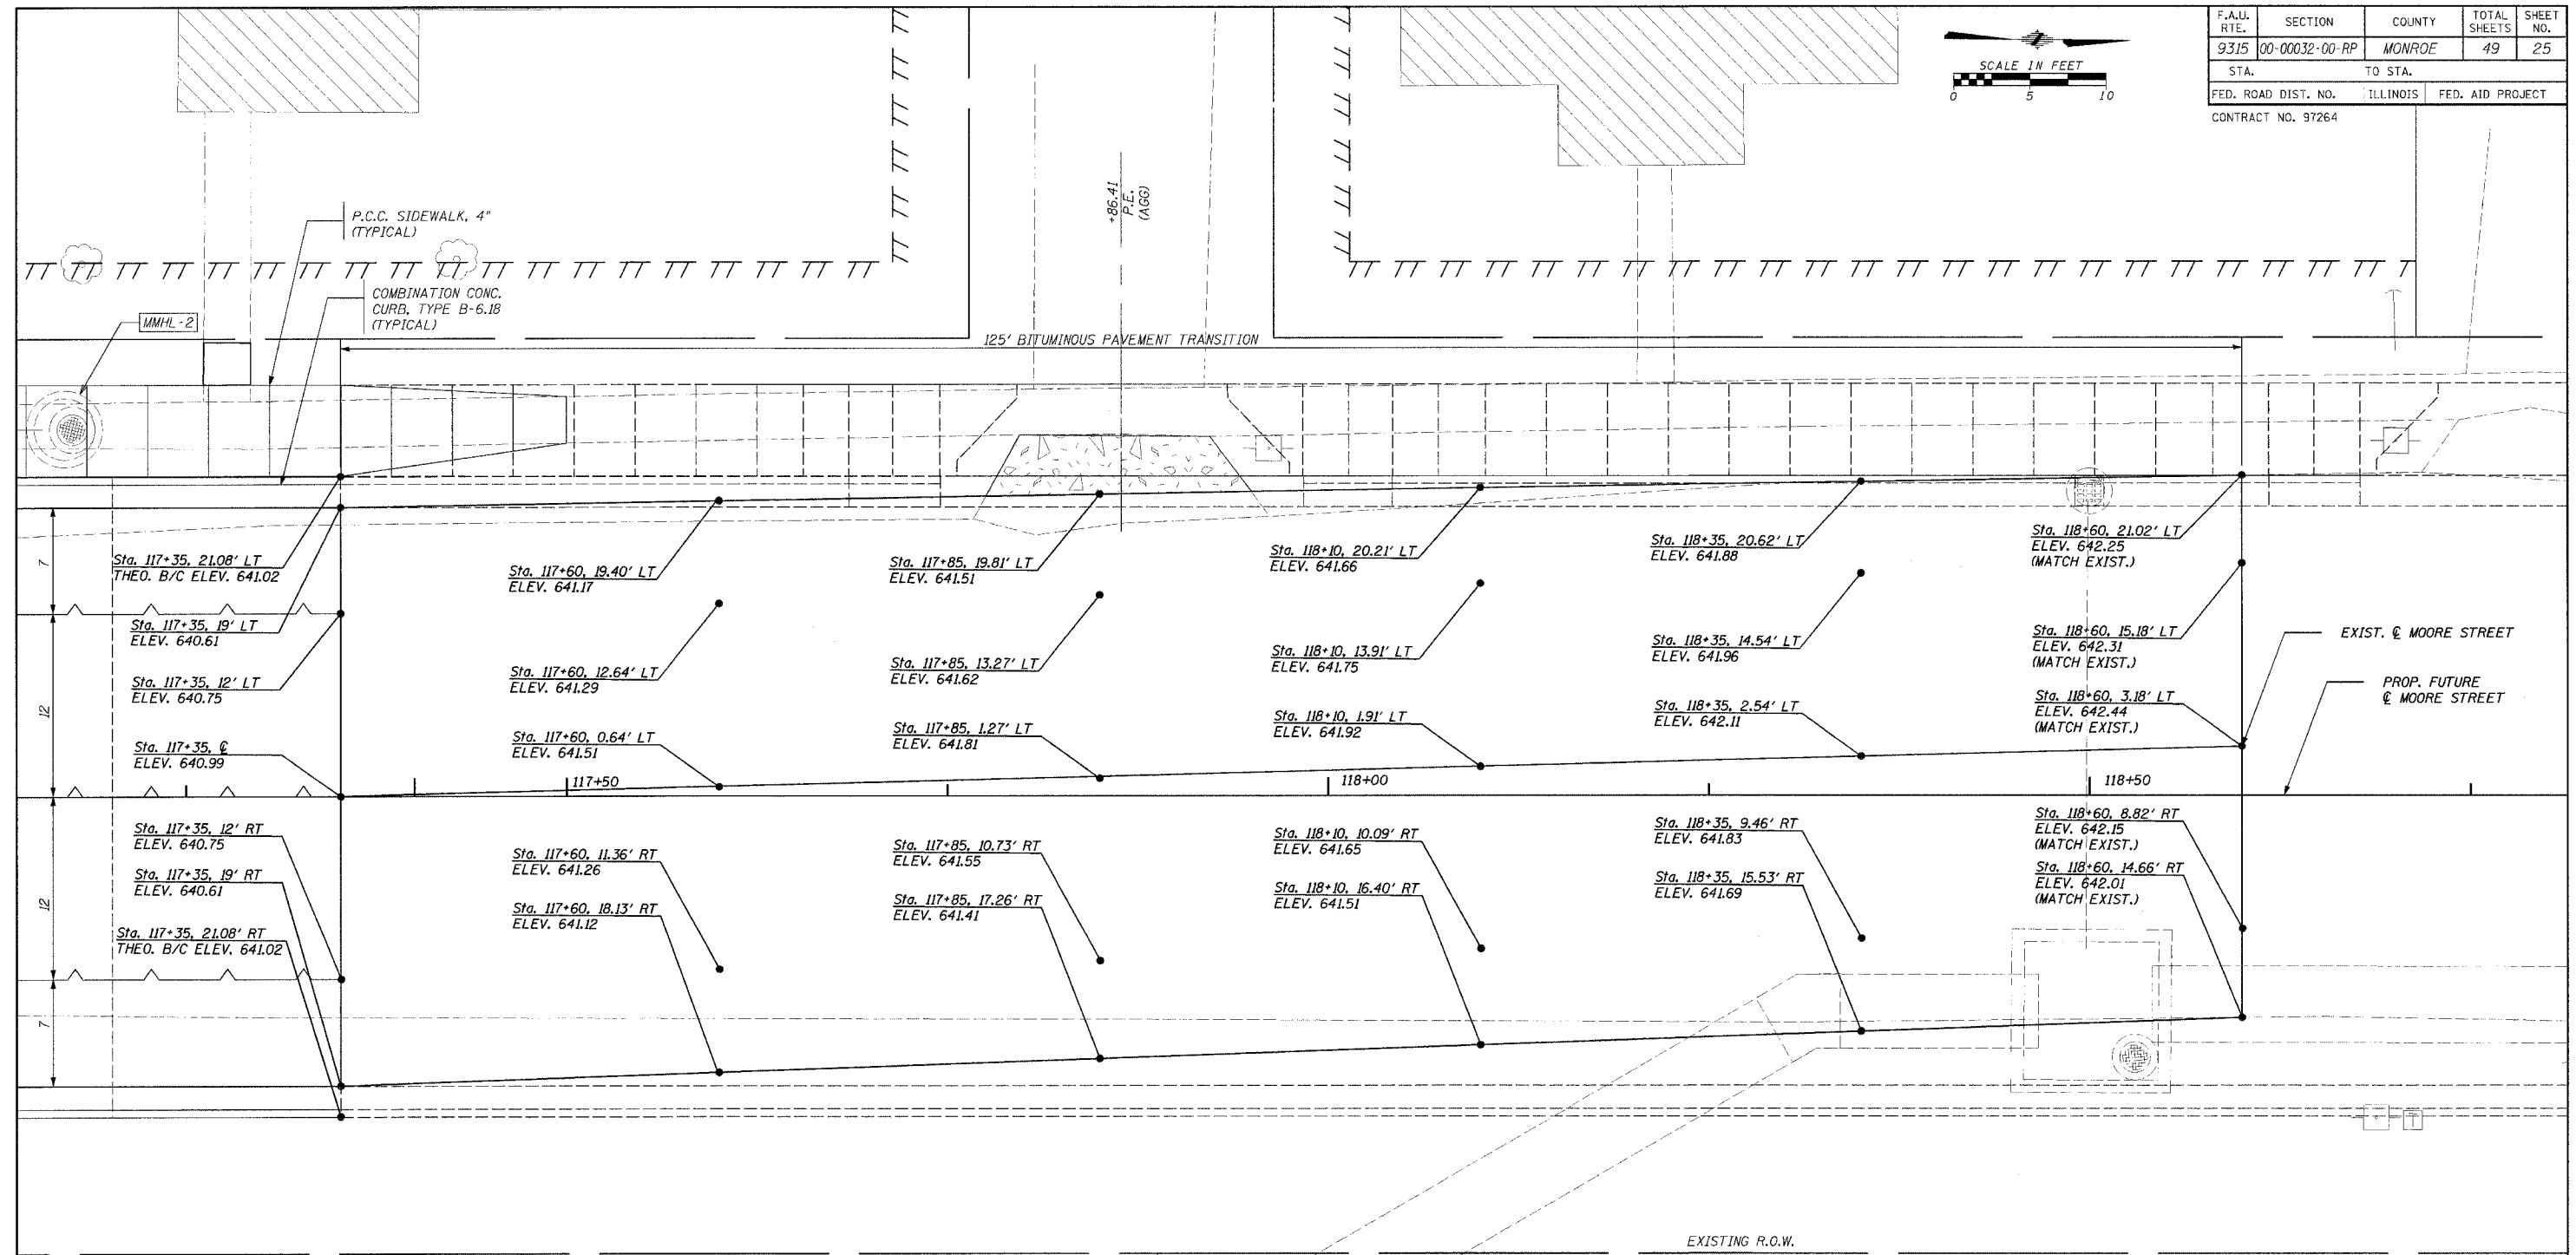 F.A.U. RTE. SECTION COUNTY TOTAL SHEETS SHEET NO.
9315 00-00032-00-RP MONROE 49 25
STA. TO STA.
FED. ROAD DIST. NO. ILLINOIS FED. AID PROJECT
CONTRACT NO. 97264
SCALE IN FEET
0 5 10
+86.41
P.E.
(AGG)
P.C.C. SIDEWALK, 4"
(TYPICAL)
COMBINATION CONC.
CURB, TYPE B-6.18
(TYPICAL)
MMHL-2
125' BITUMINOUS PAVEMENT TRANSITION
7
12
12
7
Sta. 117+35, 21.08' LT
THEO. B/C ELEV. 641.02
Sta. 117+35, 19' LT
ELEV. 640.61
Sta. 117+35, 12' LT
ELEV. 640.75
Sta. 117+35, ℄
ELEV. 640.99
Sta. 117+35, 12' RT
ELEV. 640.75
Sta. 117+35, 19' RT
ELEV. 640.61
Sta. 117+35, 21.08' RT
THEO. B/C ELEV. 641.02
Sta. 117+60, 19.40' LT
ELEV. 641.17
Sta. 117+60, 12.64' LT
ELEV. 641.29
Sta. 117+60, 0.64' LT
ELEV. 641.51
117+50
Sta. 117+60, 11.36' RT
ELEV. 641.26
Sta. 117+60, 18.13' RT
ELEV. 641.12
Sta. 117+85, 19.81' LT
ELEV. 641.51
Sta. 117+85, 13.27' LT
ELEV. 641.62
Sta. 117+85, 1.27' LT
ELEV. 641.81
Sta. 117+85, 10.73' RT
ELEV. 641.55
Sta. 117+85, 17.26' RT
ELEV. 641.41
Sta. 118+10, 20.21' LT
ELEV. 641.66
Sta. 118+10, 13.91' LT
ELEV. 641.75
Sta. 118+10, 1.91' LT
ELEV. 641.92
118+00
Sta. 118+10, 10.09' RT
ELEV. 641.65
Sta. 118+10, 16.40' RT
ELEV. 641.51
Sta. 118+35, 20.62' LT
ELEV. 641.88
Sta. 118+35, 14.54' LT
ELEV. 641.96
Sta. 118+35, 2.54' LT
ELEV. 642.11
Sta. 118+35, 9.46' RT
ELEV. 641.83
Sta. 118+35, 15.53' RT
ELEV. 641.69
Sta. 118+60, 21.02' LT
ELEV. 642.25
(MATCH EXIST.)
Sta. 118+60, 15.18' LT
ELEV. 642.31
(MATCH EXIST.)
Sta. 118+60, 3.18' LT
ELEV. 642.44
(MATCH EXIST.)
118+50
Sta. 118+60, 8.82' RT
ELEV. 642.15
(MATCH EXIST.)
Sta. 118+60, 14.66' RT
ELEV. 642.01
(MATCH EXIST.)
EXIST. ℄ MOORE STREET
PROP. FUTURE
℄ MOORE STREET
T
EXISTING R.O.W.